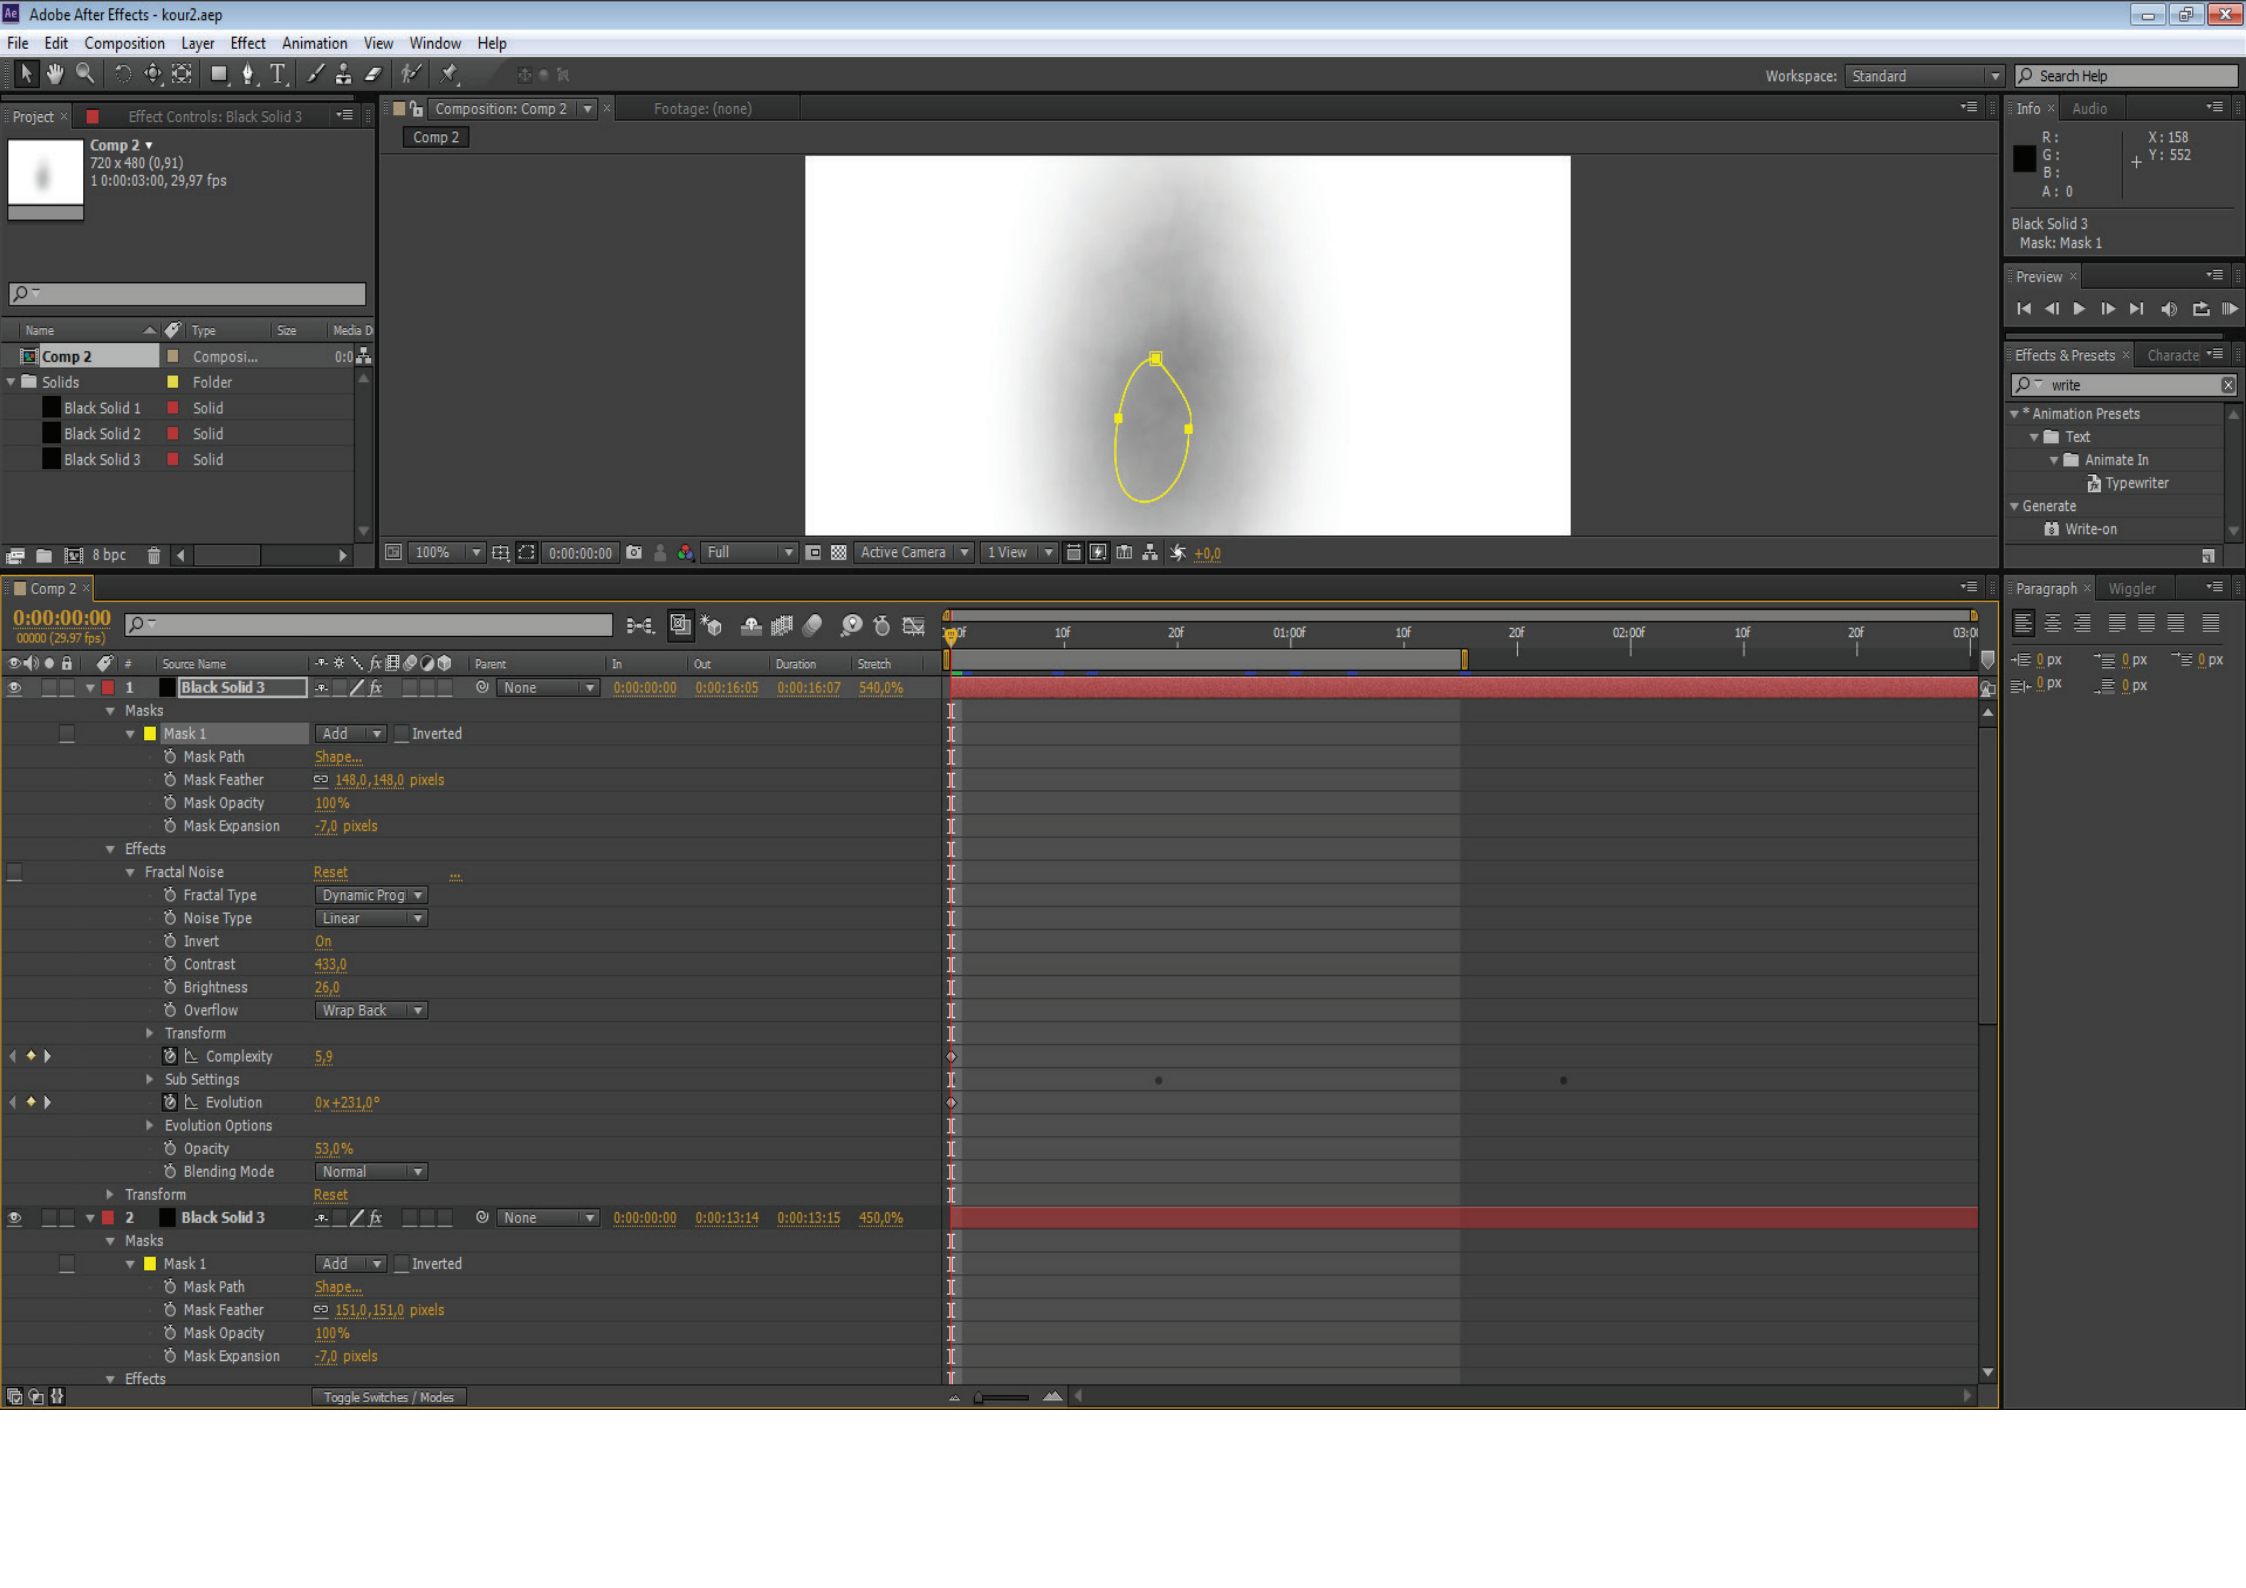 Ae Adobe After Effects - kour2.aep
File Edit Composition Layer Effect Animation View Window Help
Workspace: Standard Search Help
Project × Effect Controls: Black Solid 3
Composition: Comp 2 × Footage: (none)
Comp 2
Comp 2
720 x 480 (0,91)
1 0:00:03:00, 29,97 fps
Name Type Size Media D
Comp 2 Composi... 0:0
Solids Folder
Black Solid 1 Solid
Black Solid 2 Solid
Black Solid 3 Solid
8 bpc
100% 0:00:00:00 Full Active Camera 1 View +0,0
Info × Audio
R: X: 158
G: Y: 552
B:
A: 0
Black Solid 3
Mask: Mask 1
Preview ×
Effects & Presets × Characte
write
* Animation Presets
Text
Animate In
Typewriter
Generate
Write-on
Paragraph × Wiggler
0 px 0 px 0 px
0 px 0 px
Comp 2 ×
0:00:00:00
00000 (29.97 fps)
10f 20f 01:00f 10f 20f 02:00f 10f 20f 03:0
# Source Name Parent In Out Duration Stretch
1 Black Solid 3 fx None 0:00:00:00 0:00:16:05 0:00:16:07 540,0%
Masks
Mask 1 Add Inverted
Mask Path Shape...
Mask Feather 148,0,148,0 pixels
Mask Opacity 100%
Mask Expansion -7,0 pixels
Effects
Fractal Noise Reset ...
Fractal Type Dynamic Prog
Noise Type Linear
Invert On
Contrast 433,0
Brightness 26,0
Overflow Wrap Back
Transform
Complexity 5,9
Sub Settings
Evolution 0x+231,0°
Evolution Options
Opacity 53,0%
Blending Mode Normal
Transform Reset
2 Black Solid 3 fx None 0:00:00:00 0:00:13:14 0:00:13:15 450,0%
Masks
Mask 1 Add Inverted
Mask Path Shape...
Mask Feather 151,0,151,0 pixels
Mask Opacity 100%
Mask Expansion -7,0 pixels
Effects
Toggle Switches / Modes